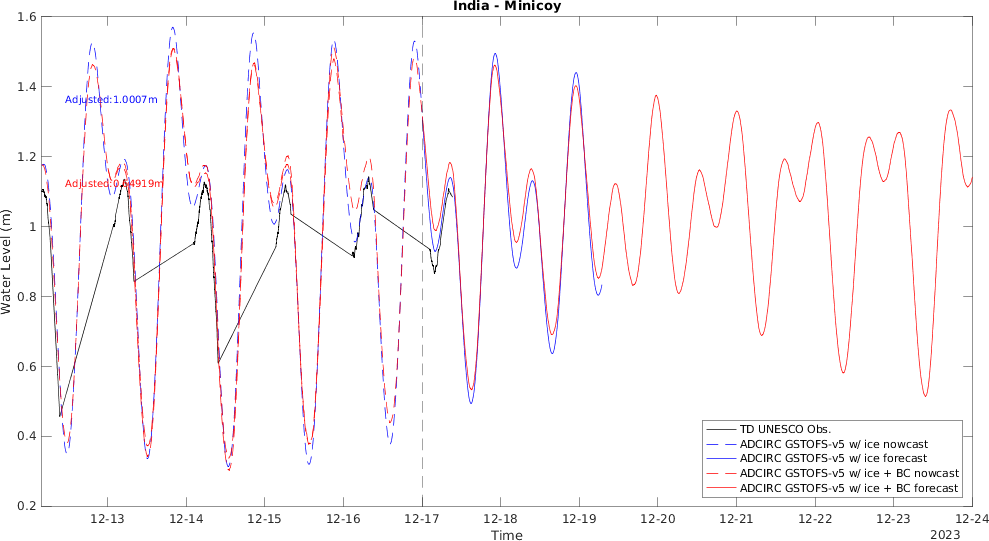 India - Minicoy
1.6
1.4
1.2
1
0.8
0.6
0.4
0.2
Water Level (m)
Adjusted:1.0007m
12-13
12-14
12-15
12-16
12-17
12-18
12-19
12-20
12-21
12-22
12-23
12-24
Time
2023
TD UNESCO Obs.
ADCIRC GSTOFS-v5 w/ ice nowcast
ADCIRC GSTOFS-v5 w/ ice forecast
ADCIRC GSTOFS-v5 w/ ice + BC nowcast
ADCIRC GSTOFS-v5 w/ ice + BC forecast